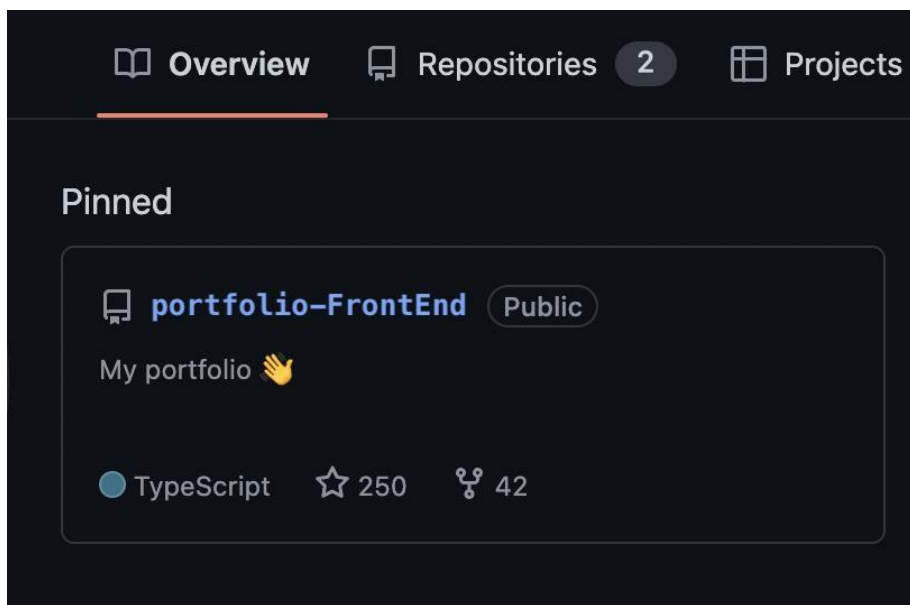 Overview Repositories 2 Projects
Pinned
portfolio-FrontEnd Public
My portfolio 👋
TypeScript 250 42